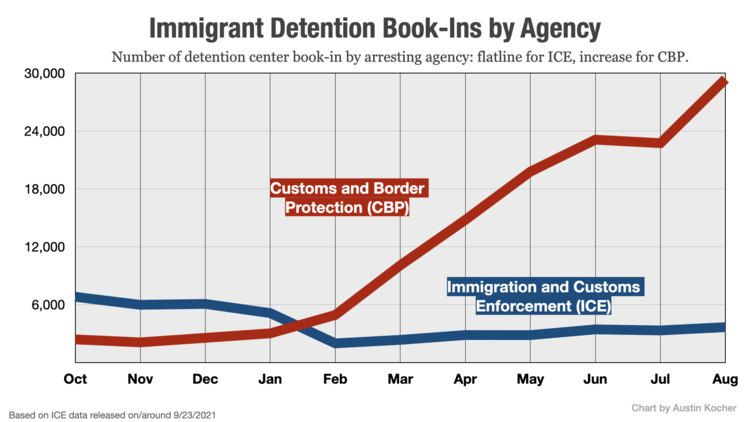 Immigrant Detention Book-Ins by Agency
Number of detention center book-in by arresting agency: flatline for ICE, increase for CBP.
30,000
24,000
18,000
12,000
6,000
Customs and Border
Protection (CBP)
Immigration and Customs
Enforcement (ICE)
Oct Nov Dec Jan Feb Mar Apr May Jun Jul Aug
Based on ICE data released on/around 9/23/2021
Chart by Austin Kocher